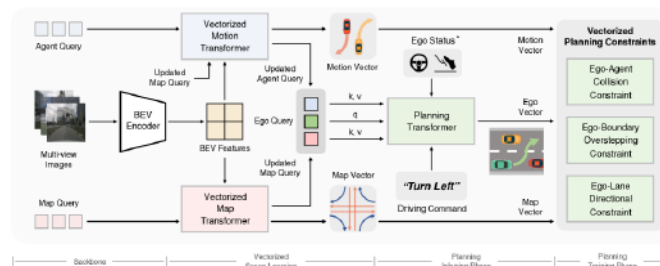 Agent Query
Vectorized
Motion
Transformer
Motion Vector
Ego Status*
Motion
Vector
Vectorized
Planning Constraints
Updated
Map Query
Updated
Agent Query
Multi-view
Images
BEV
Encoder
BEV Features
Ego Query
k, v
q
k, v
Planning
Transformer
Ego
Vector
Ego-Agent
Collision
Constraint
Ego-Boundary
Overstepping
Constraint
Ego-Lane
Directional
Constraint
Updated
Map Query
Map Query
Vectorized
Map
Transformer
Map Vector
"Turn Left"
Driving Command
Map
Vector
Backbone
Vectorized
Planning
Planning